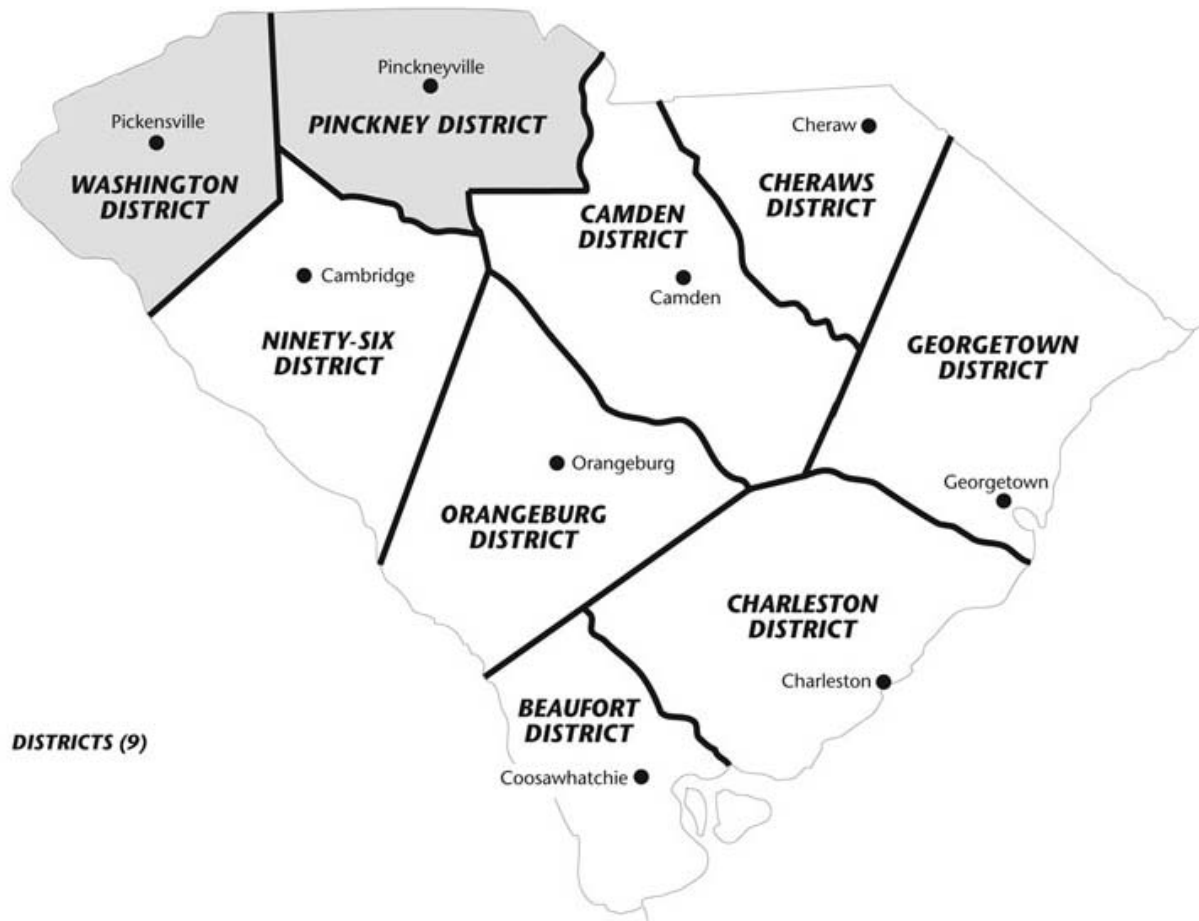 Pinckneyville
PINCKNEY DISTRICT
Pickensville
WASHINGTON
DISTRICT
Cheraw
CHERAWS
DISTRICT
CAMDEN
DISTRICT
Camden
Cambridge
NINETY-SIX
DISTRICT
GEORGETOWN
DISTRICT
Orangeburg
ORANGEBURG
DISTRICT
Georgetown
CHARLESTON
DISTRICT
Charleston
BEAUFORT
DISTRICT
Coosawhatchie
DISTRICTS (9)